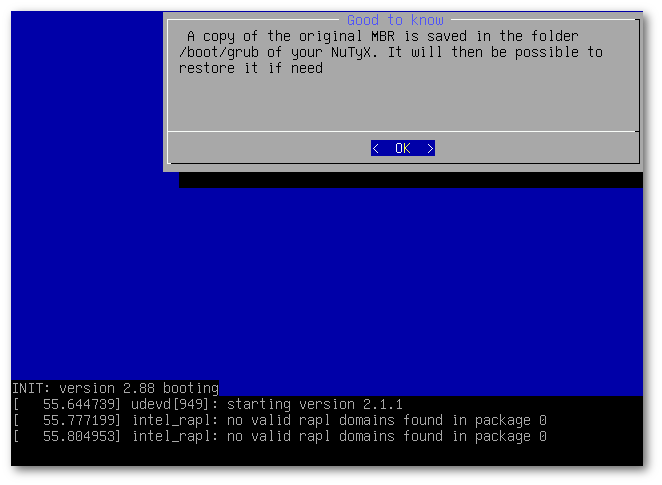 Good to know
A copy of the original MBR is saved in the folder
/boot/grub of your NuTyX. It will then be possible to
restore it if need
< OK >
INIT: version 2.88 booting
[   55.644739] udevd[949]: starting version 2.1.1
[   55.777199] intel_rapl: no valid rapl domains found in package 0
[   55.804953] intel_rapl: no valid rapl domains found in package 0